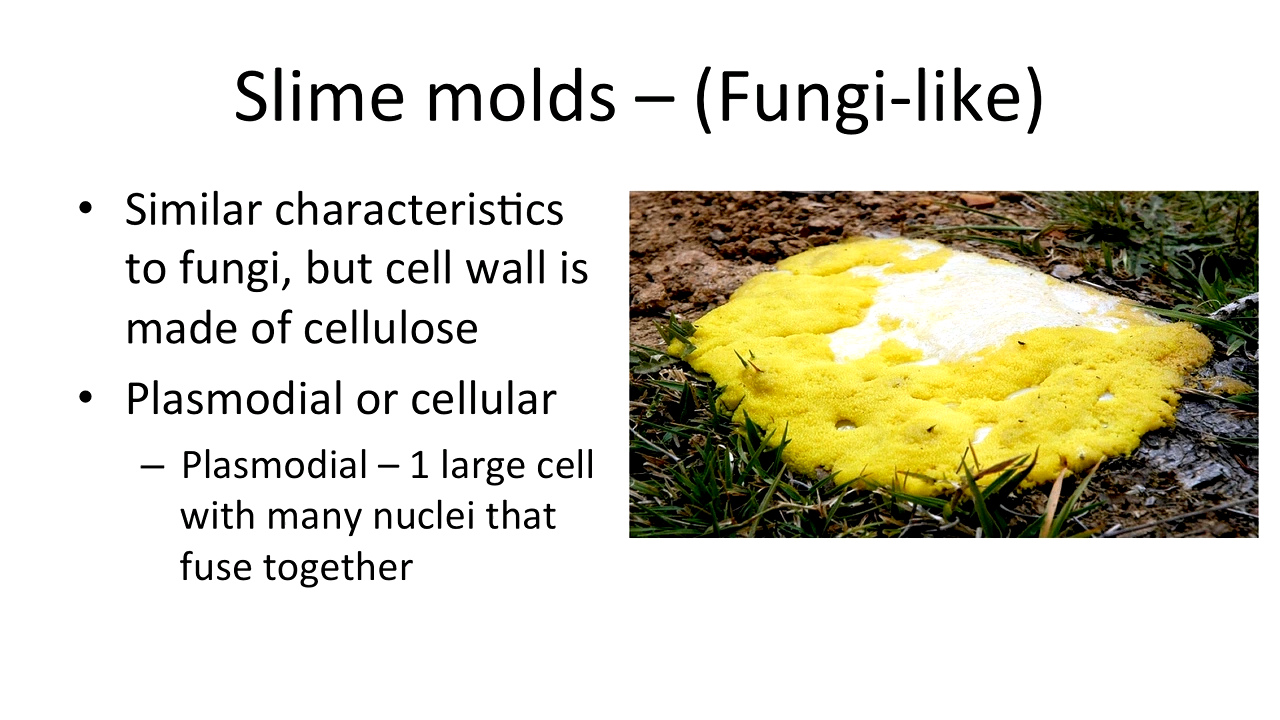 Slime molds – (Fungi-like)
• Similar characteristics
to fungi, but cell wall is
made of cellulose
• Plasmodial or cellular
– Plasmodial – 1 large cell
with many nuclei that
fuse together